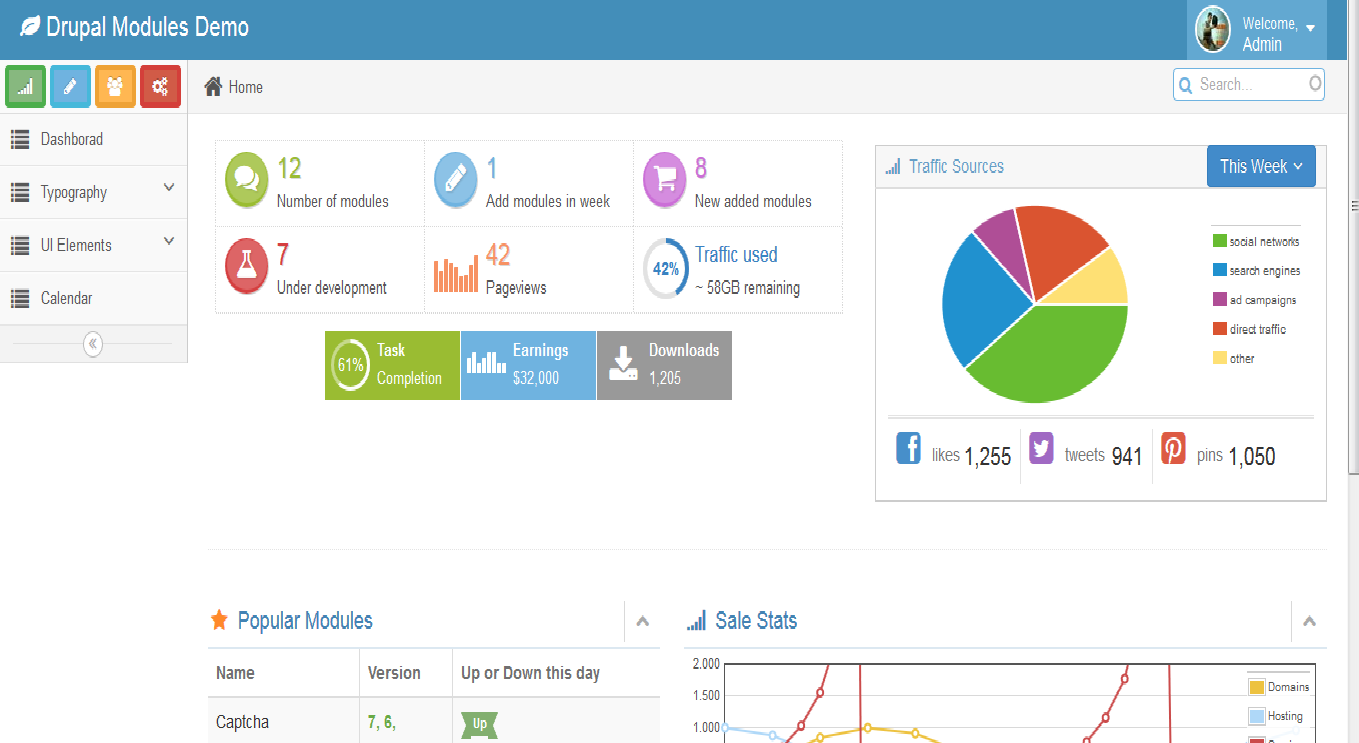 Drupal Modules Demo
Welcome,
Admin
Home
Search...
Dashborad
Typography
UI Elements
Calendar
12
Number of modules
1
Add modules in week
8
New added modules
7
Under development
42
Pageviews
42%
Traffic used
~ 58GB remaining
61%
Task
Completion
Earnings
$32,000
Downloads
1,205
Traffic Sources
This Week
social networks
search engines
ad campaigns
direct traffic
other
likes 1,255
tweets 941
pins 1,050
Popular Modules
Name Version Up or Down this day
Captcha 7, 6, Up
Sale Stats
2.000
1.500
1.000
Domains
Hosting